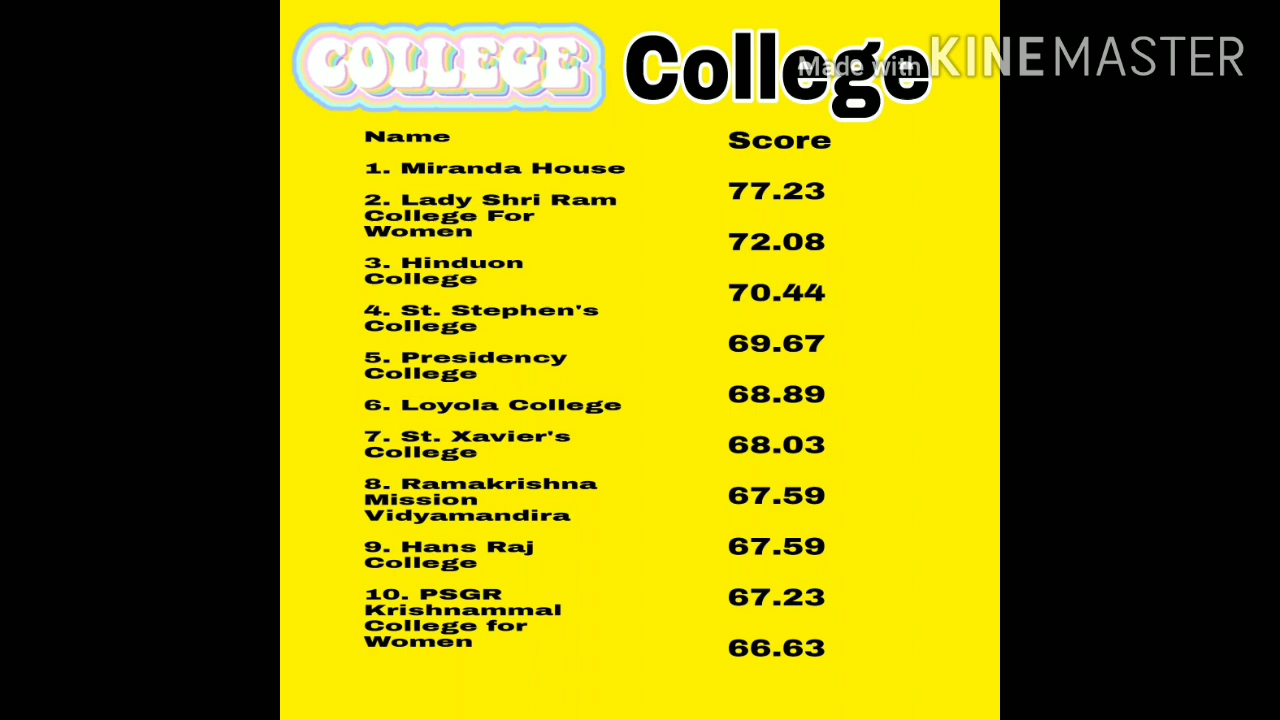 COLLEGE College
Made with KINEMASTER
Name
1. Miranda House
2. Lady Shri Ram
College For
Women
3. Hinduon
College
4. St. Stephen's
College
5. Presidency
College
6. Loyola College
7. St. Xavier's
College
8. Ramakrishna
Mission
Vidyamandira
9. Hans Raj
College
10. PSGR
Krishnammal
College for
Women
Score
77.23
72.08
70.44
69.67
68.89
68.03
67.59
67.59
67.23
66.63